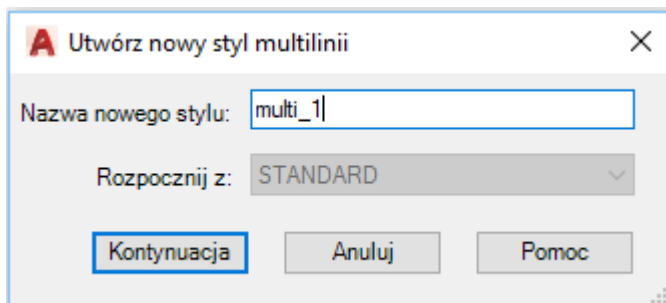 Utwórz nowy styl multilinii
Nazwa nowego stylu: multi_1
Rozpocznij z: STANDARD
Kontynuacja Anuluj Pomoc